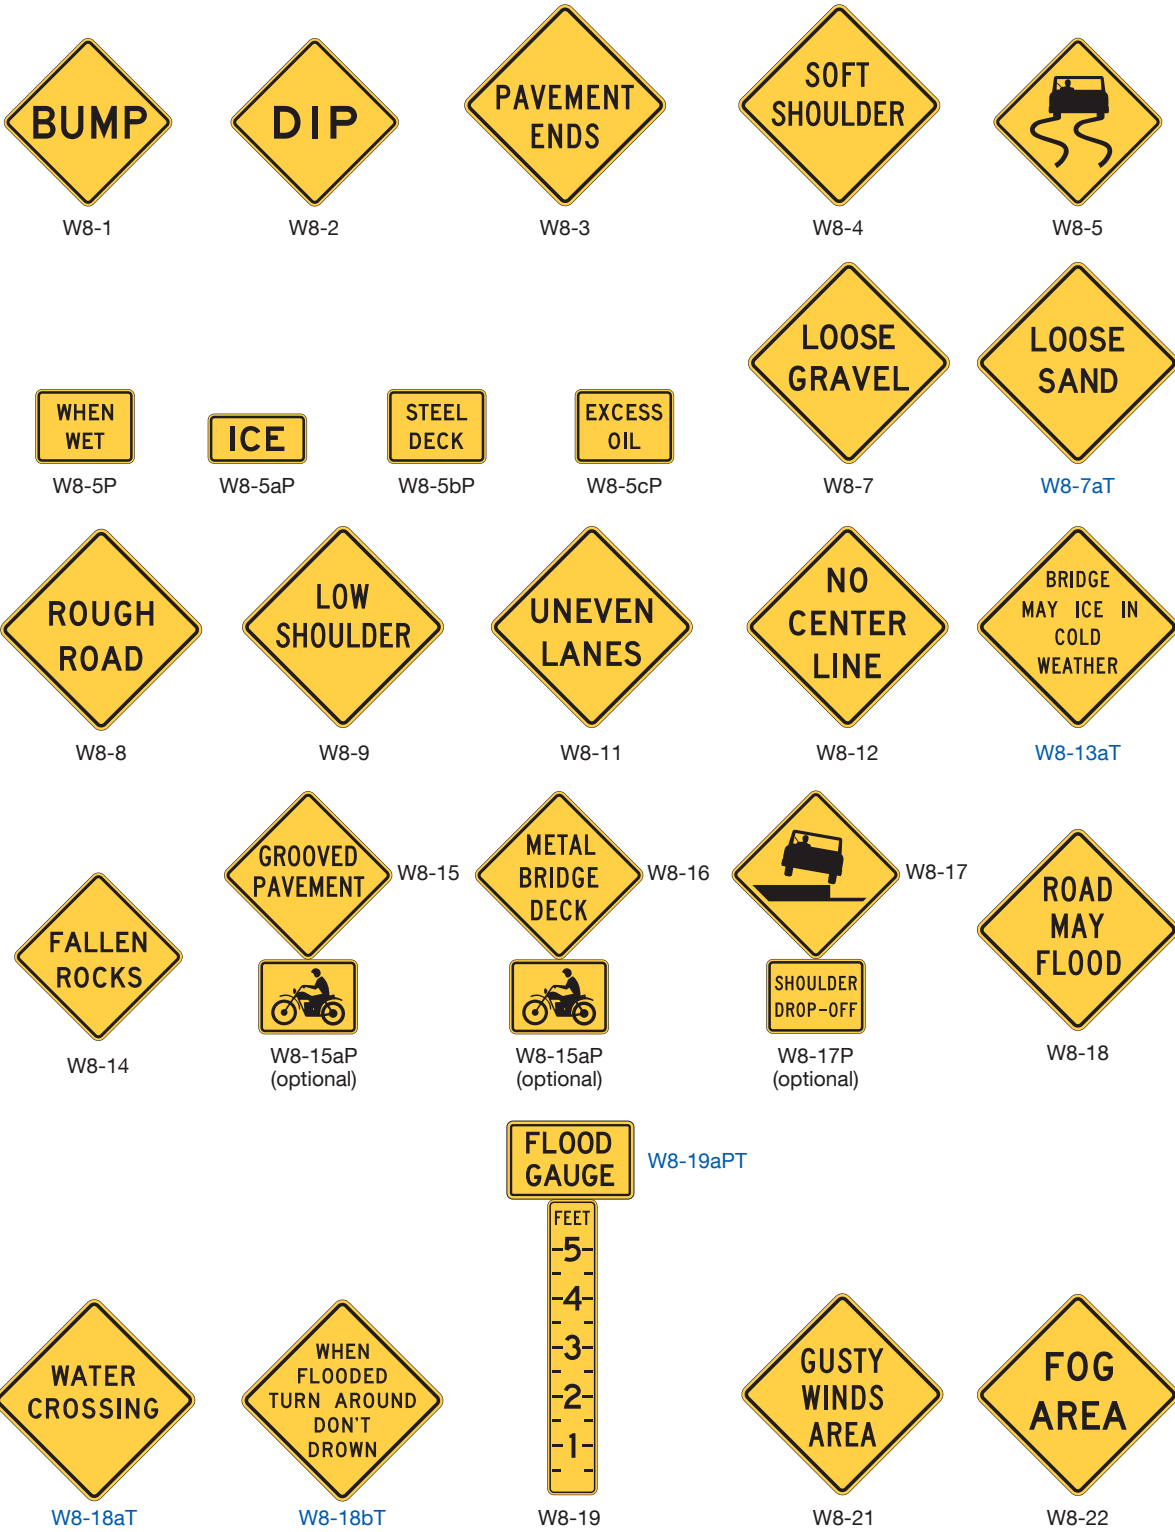 BUMP
W8-1
DIP
W8-2
PAVEMENT
ENDS
W8-3
SOFT
SHOULDER
W8-4
W8-5
WHEN
WET
W8-5P
ICE
W8-5aP
STEEL
DECK
W8-5bP
EXCESS
OIL
W8-5cP
LOOSE
GRAVEL
W8-7
LOOSE
SAND
W8-7aT
ROUGH
ROAD
W8-8
LOW
SHOULDER
W8-9
UNEVEN
LANES
W8-11
NO
CENTER
LINE
W8-12
BRIDGE
MAY ICE IN
COLD
WEATHER
W8-13aT
FALLEN
ROCKS
W8-14
GROOVED
PAVEMENT
W8-15
W8-15aP
(optional)
METAL
BRIDGE
DECK
W8-16
W8-15aP
(optional)
W8-17
SHOULDER
DROP-OFF
W8-17P
(optional)
ROAD
MAY
FLOOD
W8-18
WATER
CROSSING
W8-18aT
WHEN
FLOODED
TURN AROUND
DON'T
DROWN
W8-18bT
FLOOD
GAUGE
W8-19aPT
FEET
5
4
3
2
1
W8-19
GUSTY
WINDS
AREA
W8-21
FOG
AREA
W8-22